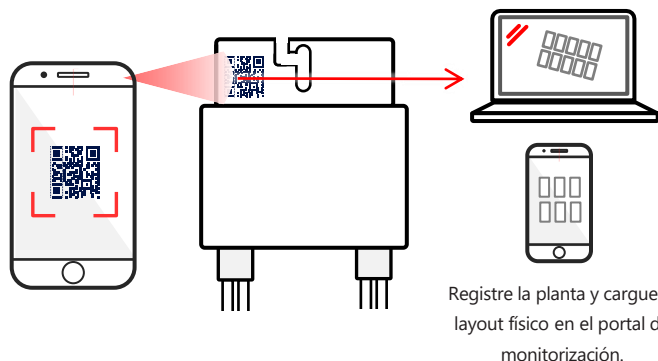 Registre la planta y cargue
layout físico en el portal d
monitorización.